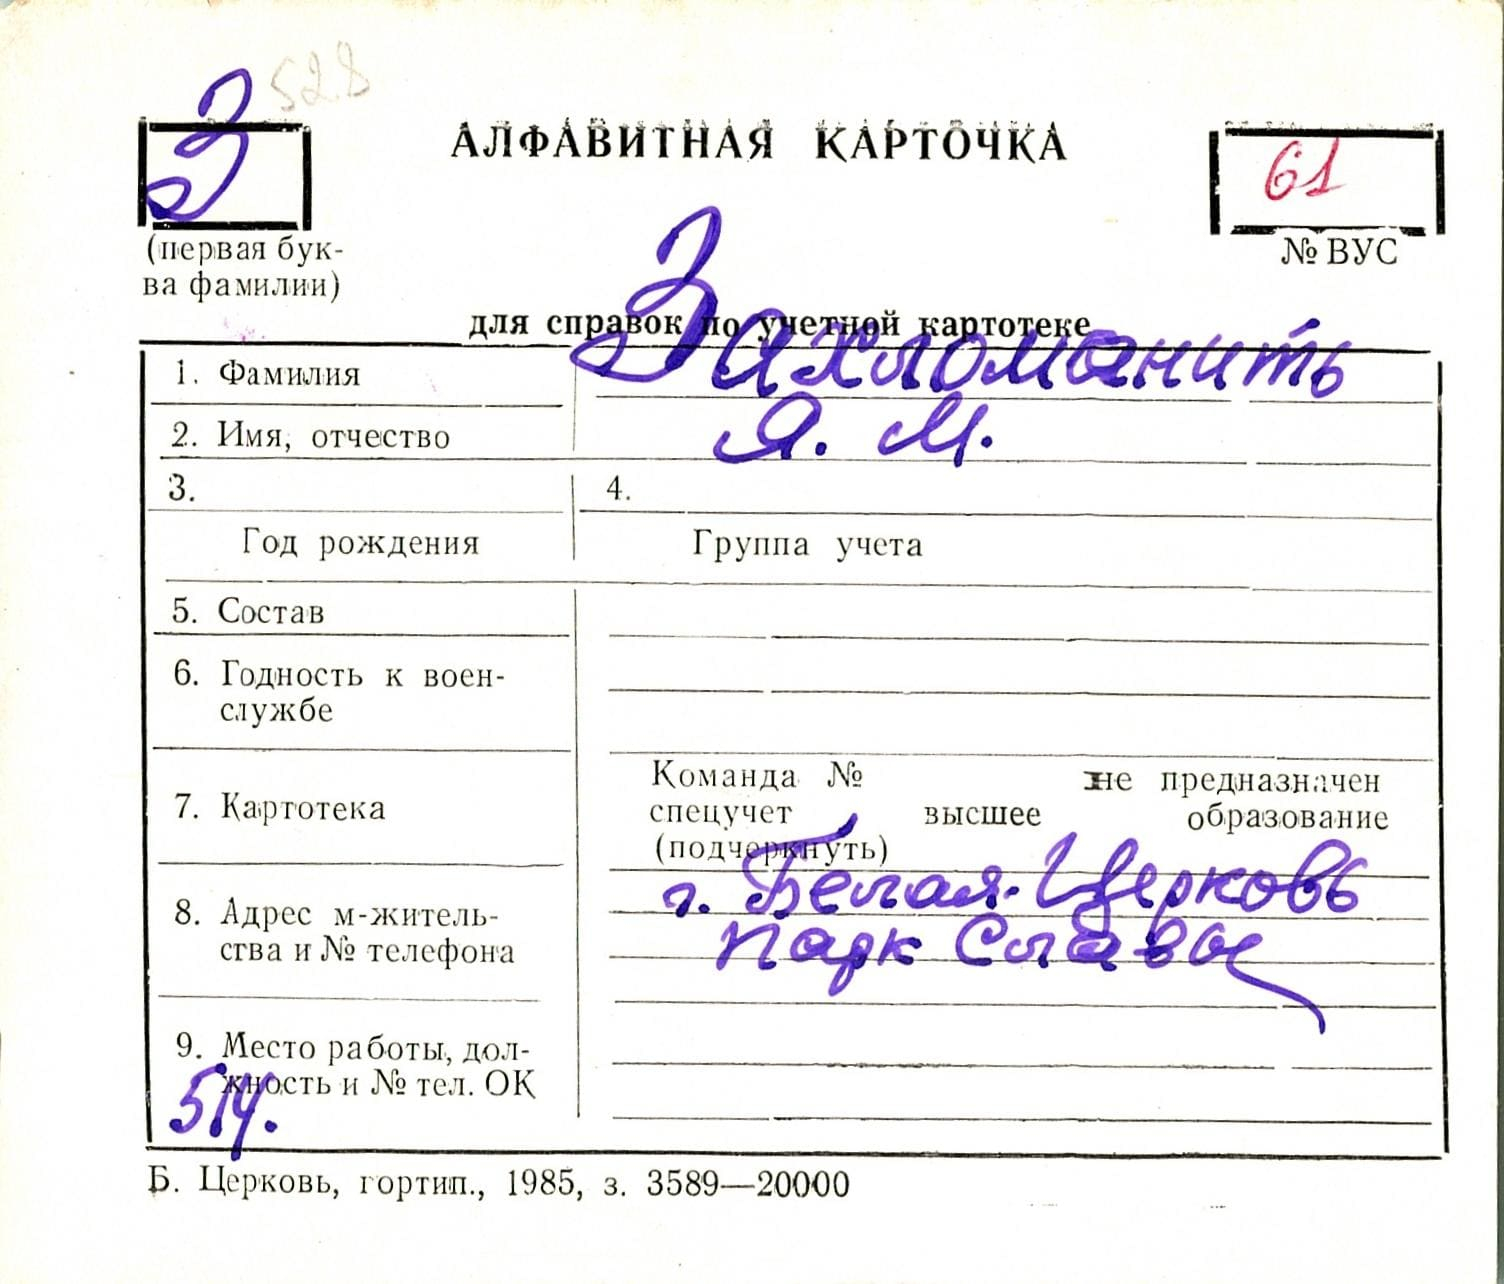 528
З
АЛФАВИТНАЯ КАРТОЧКА
61
(первая бук-
ва фамилии)
№ ВУС
для справок по учетной картотеке
1. Фамилия
Захломанить
2. Имя, отчество
Я. М.
3.
4.
Год рождения
Группа учета
5. Состав
6. Годность к воен-
службе
7. Картотека
Команда № не предназначен
спецучет высшее образование
(подчеркнуть)
8. Адрес м-житель-
ства и № телефона
г. Белая-Церковь
парк Славы
9. Место работы, дол-
жность и № тел. ОК
514.
Б. Церковь, гортип., 1985, з. 3589—20000